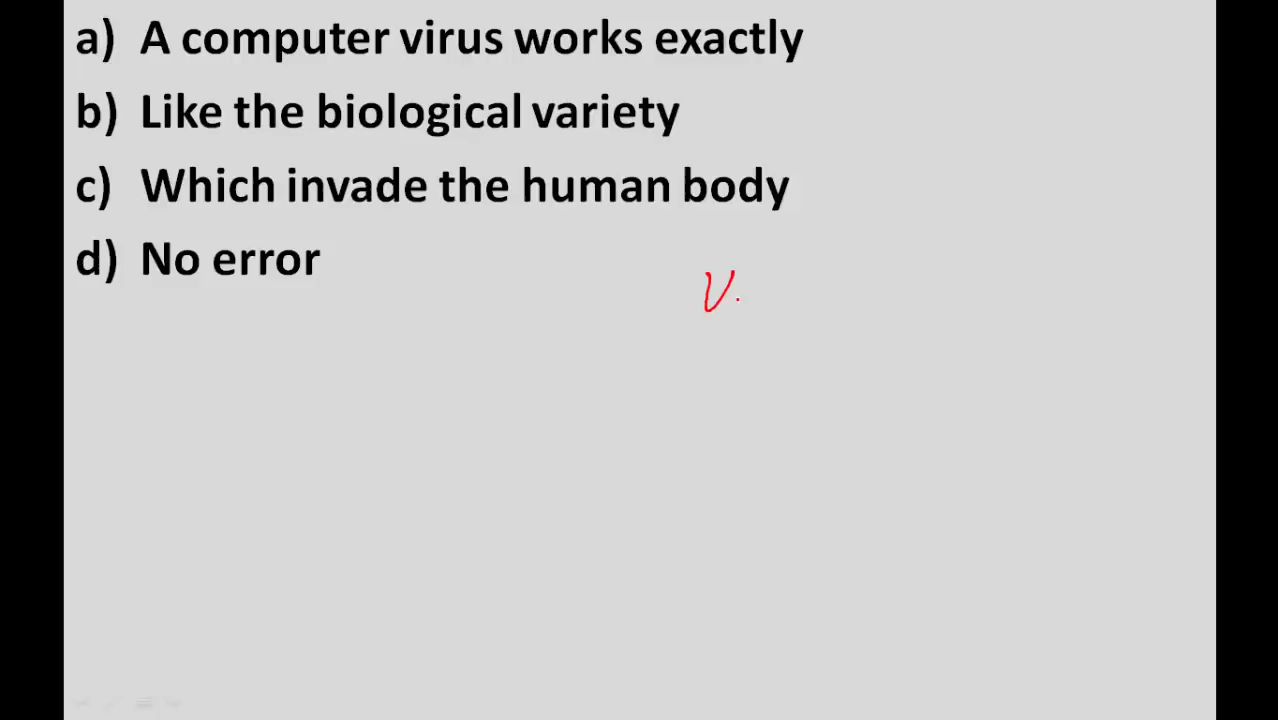 a) A computer virus works exactly
b) Like the biological variety
c) Which invade the human body
d) No error
V